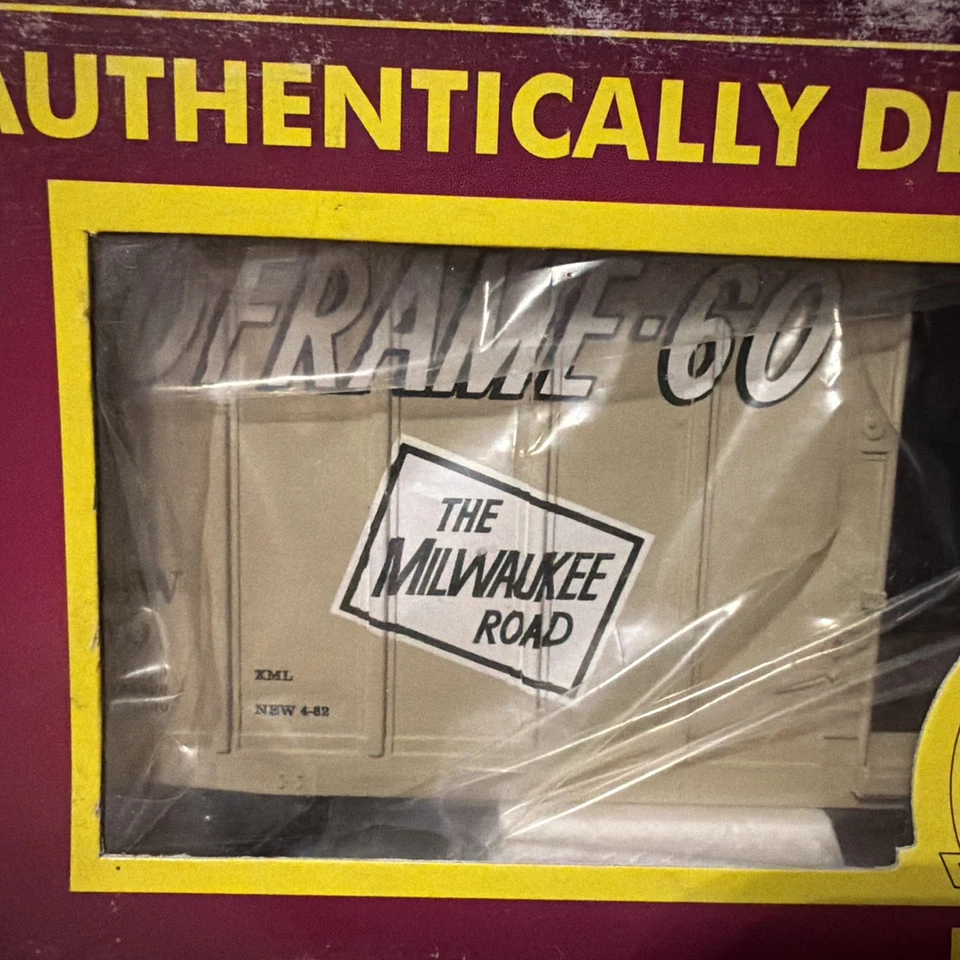 AUTHENTICALLY DE
FRAME·60
THE
MILWAUKEE
ROAD
W
XML
NEW 4-62